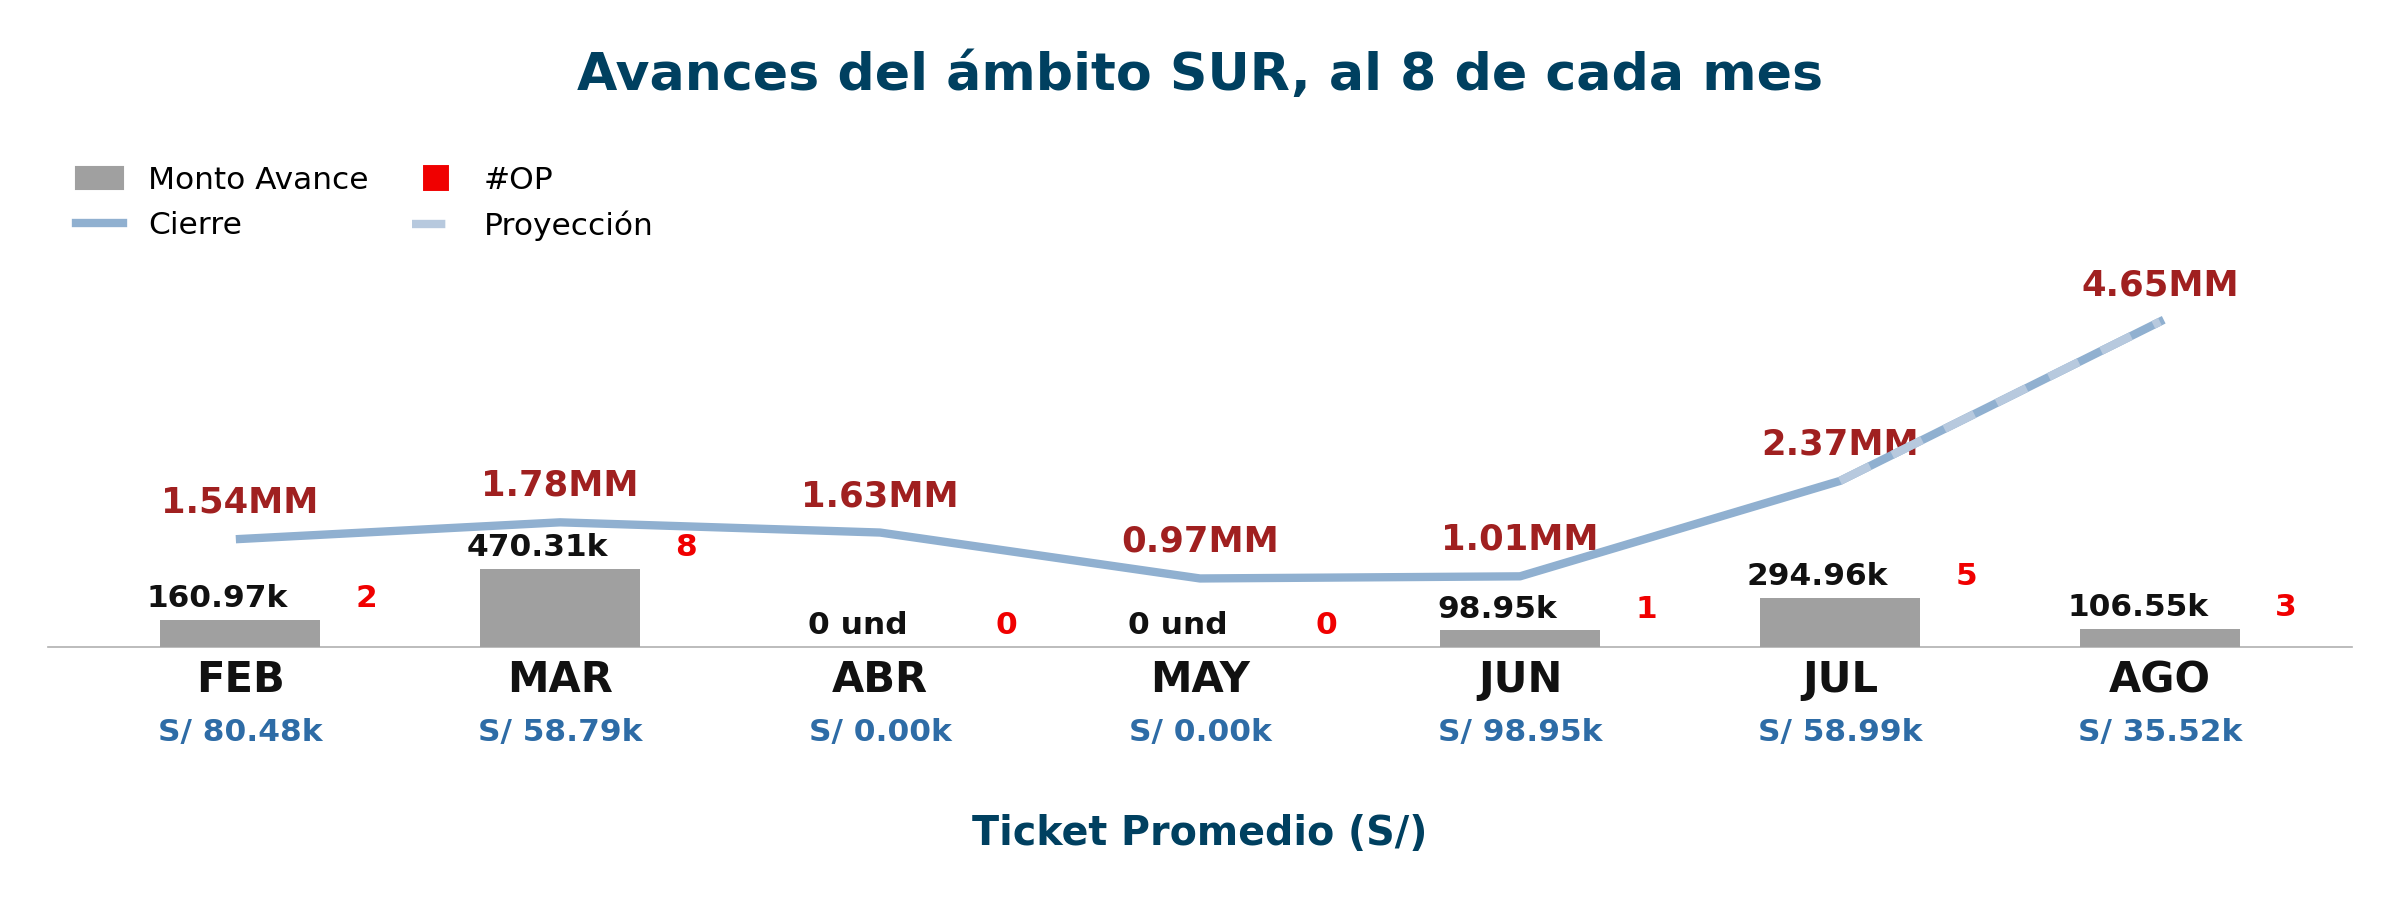 Avances del ámbito SUR, al 8 de cada mes
Monto Avance #OP
Cierre Proyección
4.65MM
2.37MM
1.54MM 1.78MM 1.63MM 0.97MM 1.01MM
160.97k 2 470.31k 8 0 und 0 0 und 0 98.95k 1 294.96k 5 106.55k 3
FEB MAR ABR MAY JUN JUL AGO
S/ 80.48k S/ 58.79k S/ 0.00k S/ 0.00k S/ 98.95k S/ 58.99k S/ 35.52k
Ticket Promedio (S/)